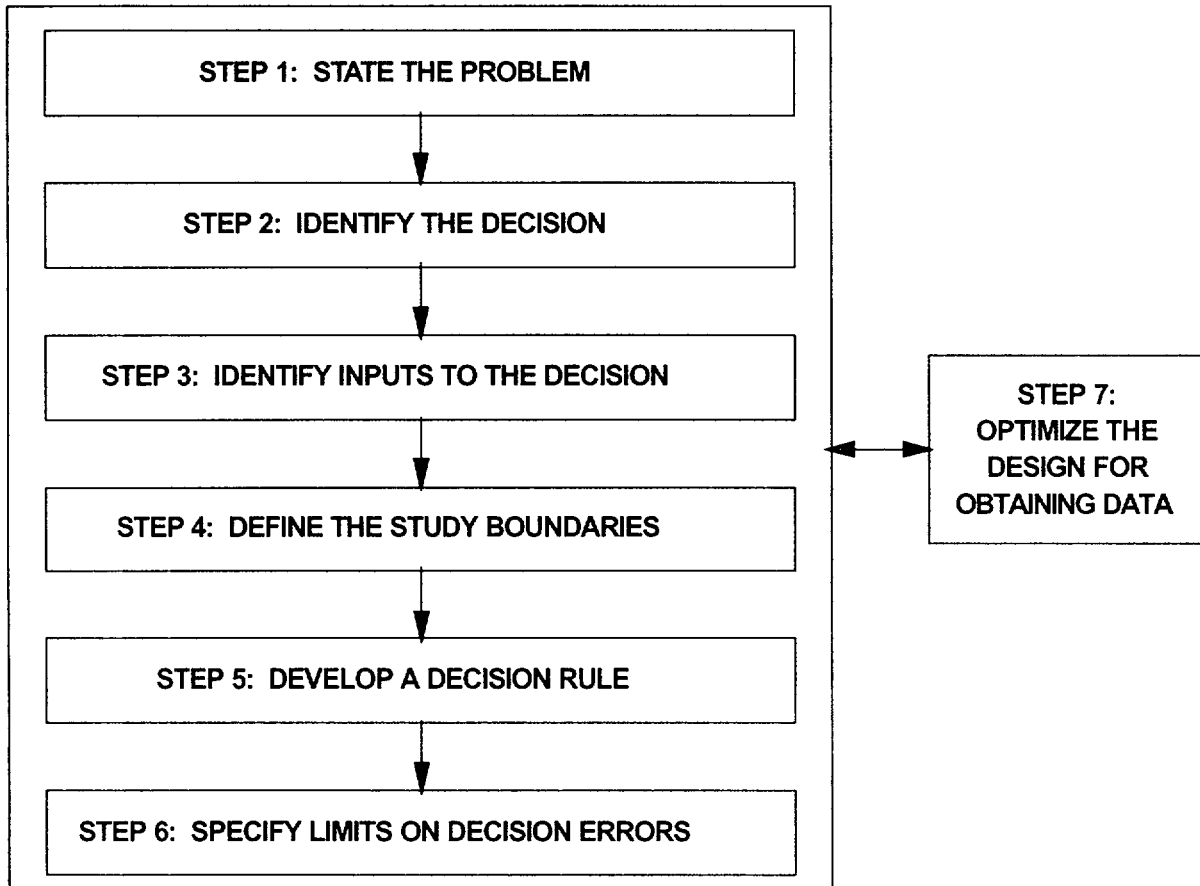 STEP 1: STATE THE PROBLEM
STEP 2: IDENTIFY THE DECISION
STEP 3: IDENTIFY INPUTS TO THE DECISION
STEP 4: DEFINE THE STUDY BOUNDARIES
STEP 5: DEVELOP A DECISION RULE
STEP 6: SPECIFY LIMITS ON DECISION ERRORS
STEP 7:
OPTIMIZE THE
DESIGN FOR
OBTAINING DATA